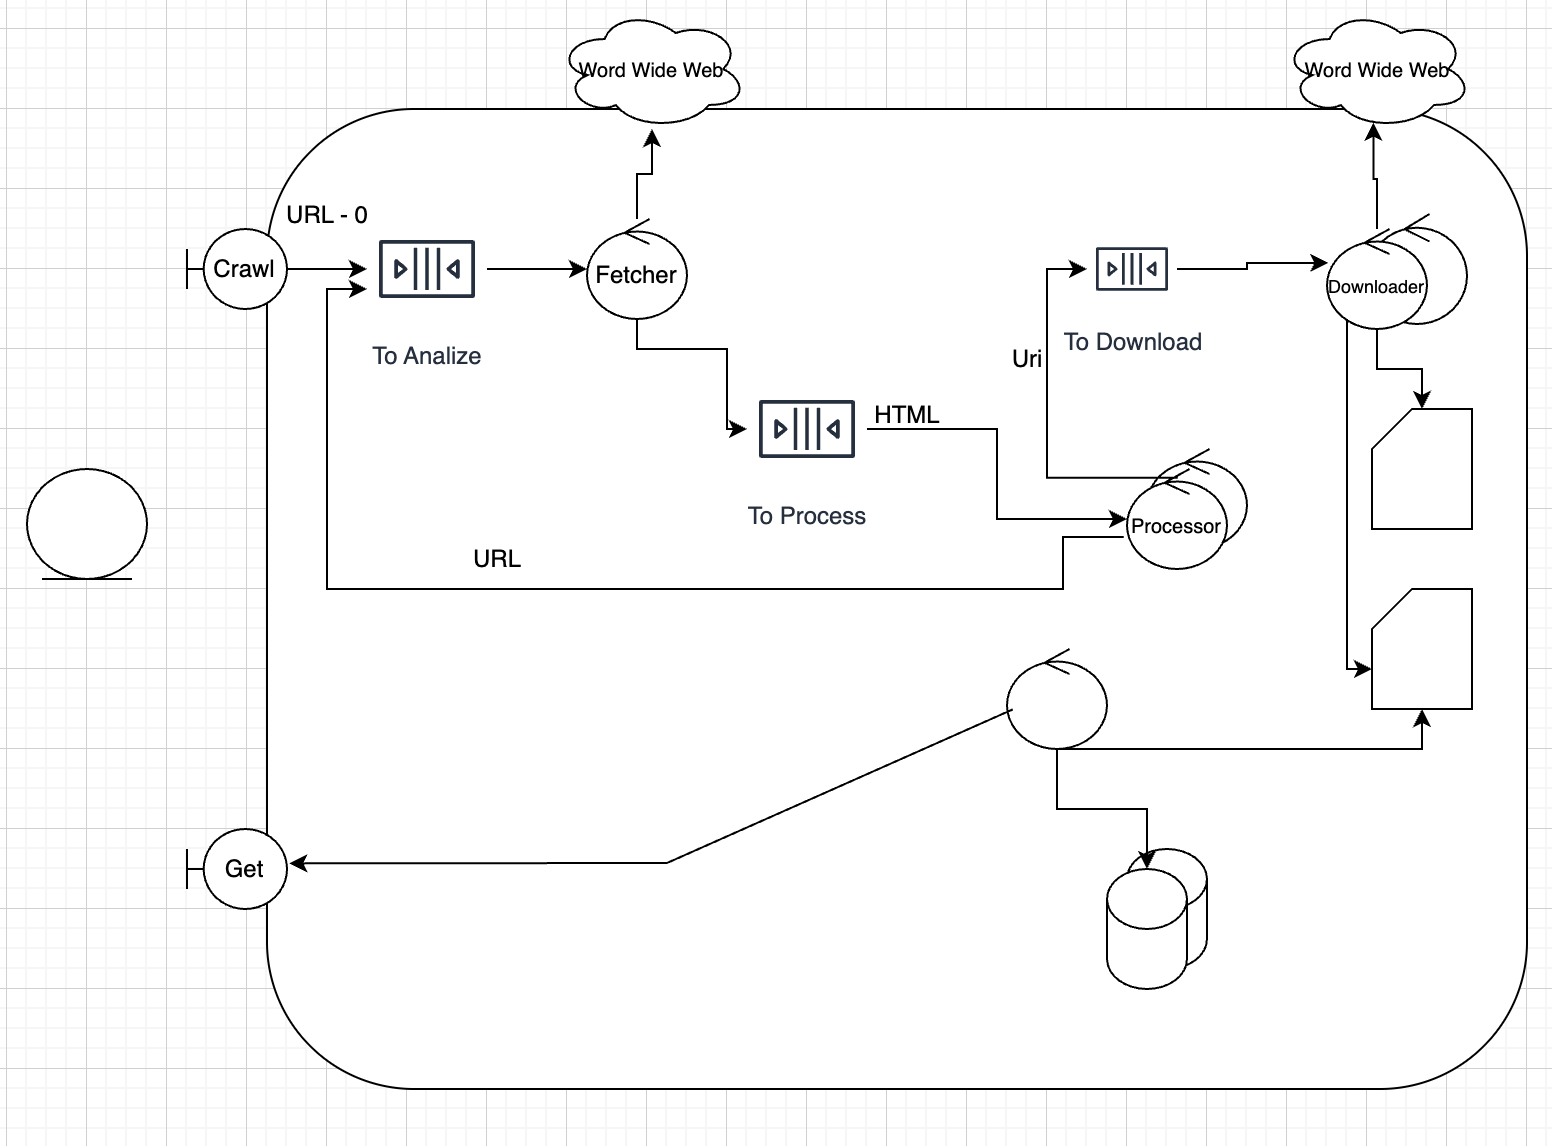 Word Wide Web
Word Wide Web
URL - 0
Crawl
Fetcher
Downloader
To Analize
Uri
To Download
HTML
To Process
Processor
URL
Get